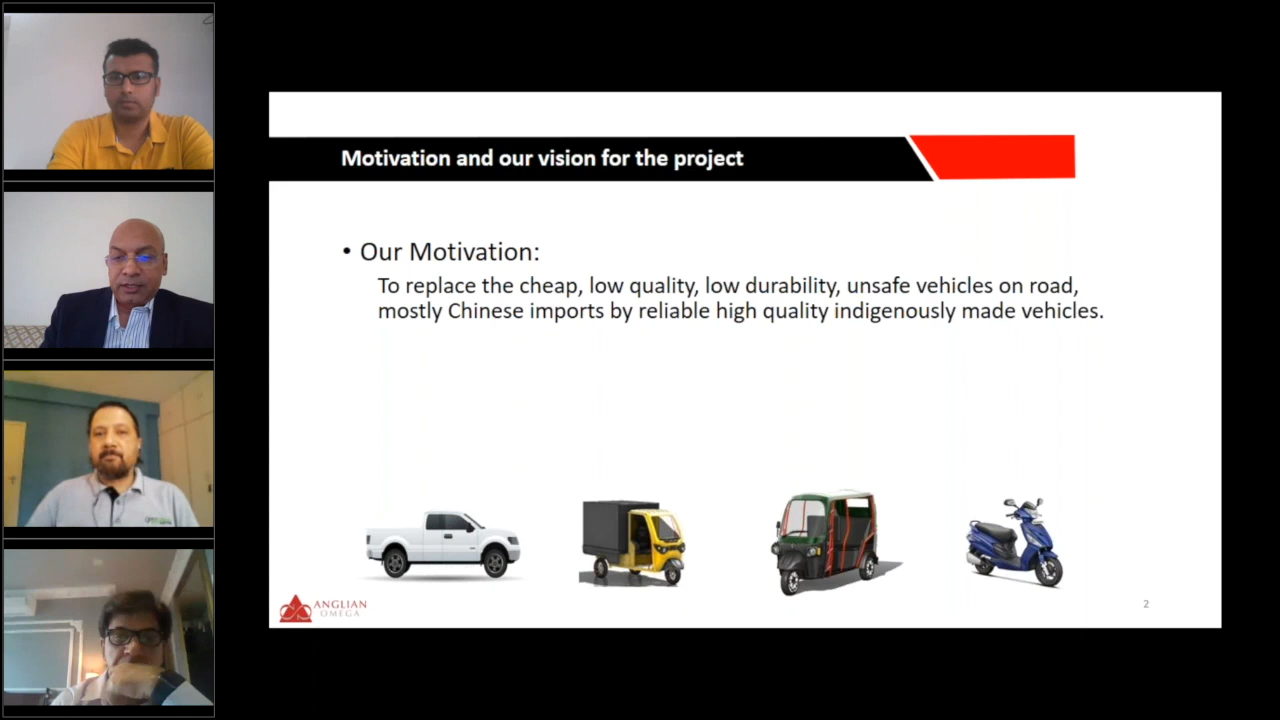 Motivation and our vision for the project
• Our Motivation:
To replace the cheap, low quality, low durability, unsafe vehicles on road,
mostly Chinese imports by reliable high quality indigenously made vehicles.
ANGLIAN
OMEGA
2